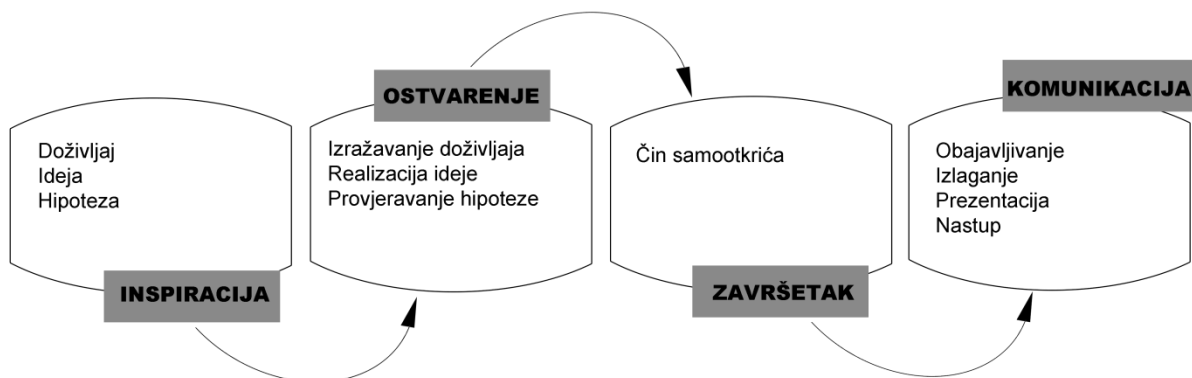 Doživljaj
Ideja
Hipoteza
INSPIRACIJA
OSTVARENJE
Izražavanje doživljaja
Realizacija ideje
Provjeravanje hipoteze
Čin samootkrića
ZAVRŠETAK
KOMUNIKACIJA
Obajavljivanje
Izlaganje
Prezentacija
Nastup